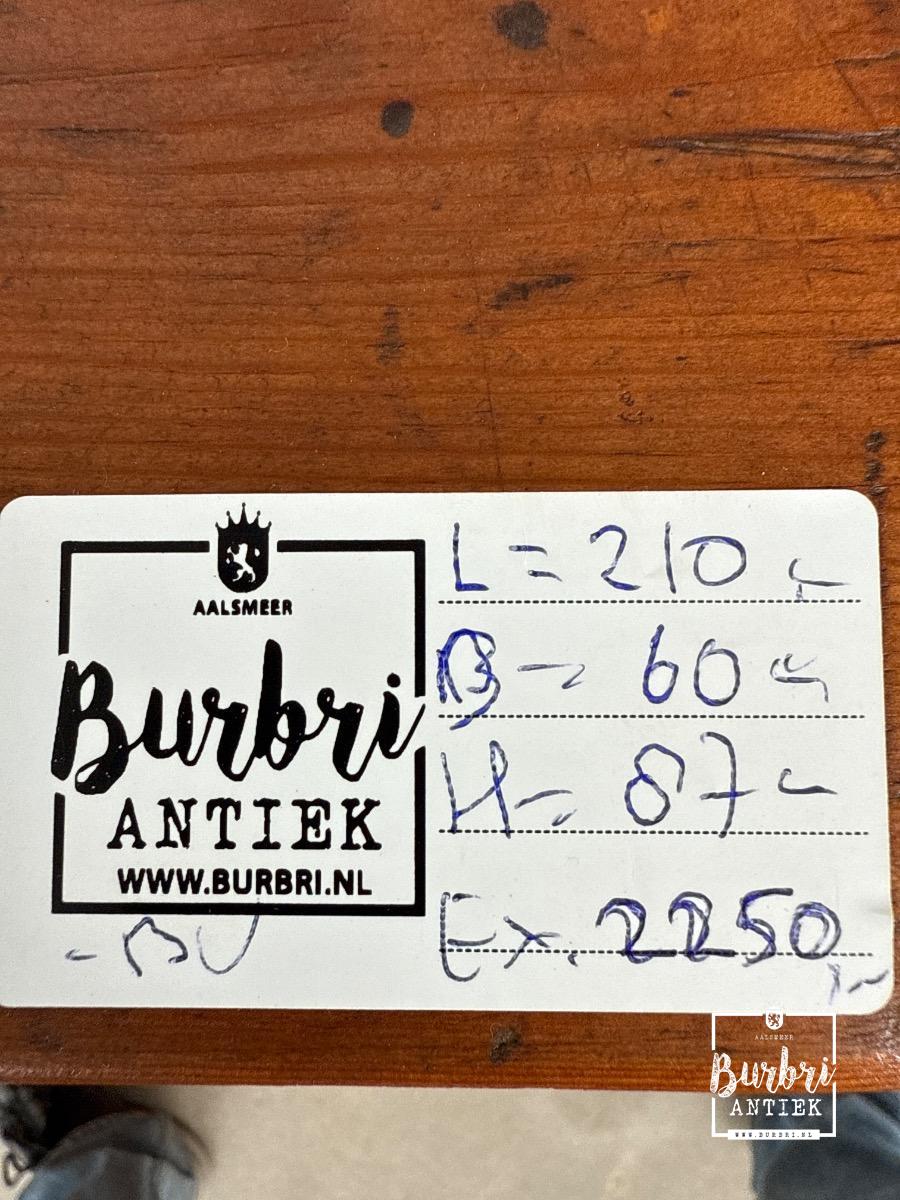 AALSMEER
Burbri
ANTIEK
WWW.BURBRI.NL
L = 210
B = 60
H = 87
Ex. 2250,-
AALSMEER
Burbri
ANTIEK
WWW.BURBRI.NL